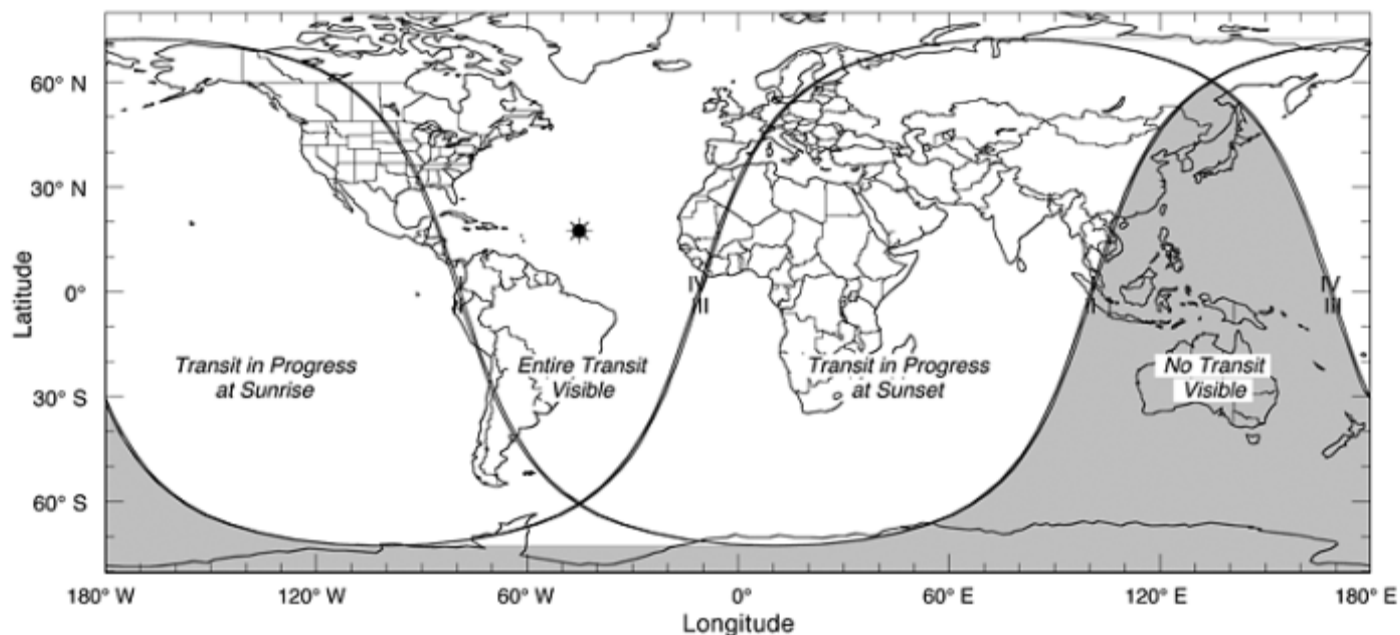 60° N
30° N
0°
30° S
60° S
Latitude
IV
III
I
II
IV
III
Transit in Progress
at Sunrise
Entire Transit
Visible
Transit in Progress
at Sunset
No Transit
Visible
180° W
120° W
60° W
0°
60° E
120° E
180° E
Longitude